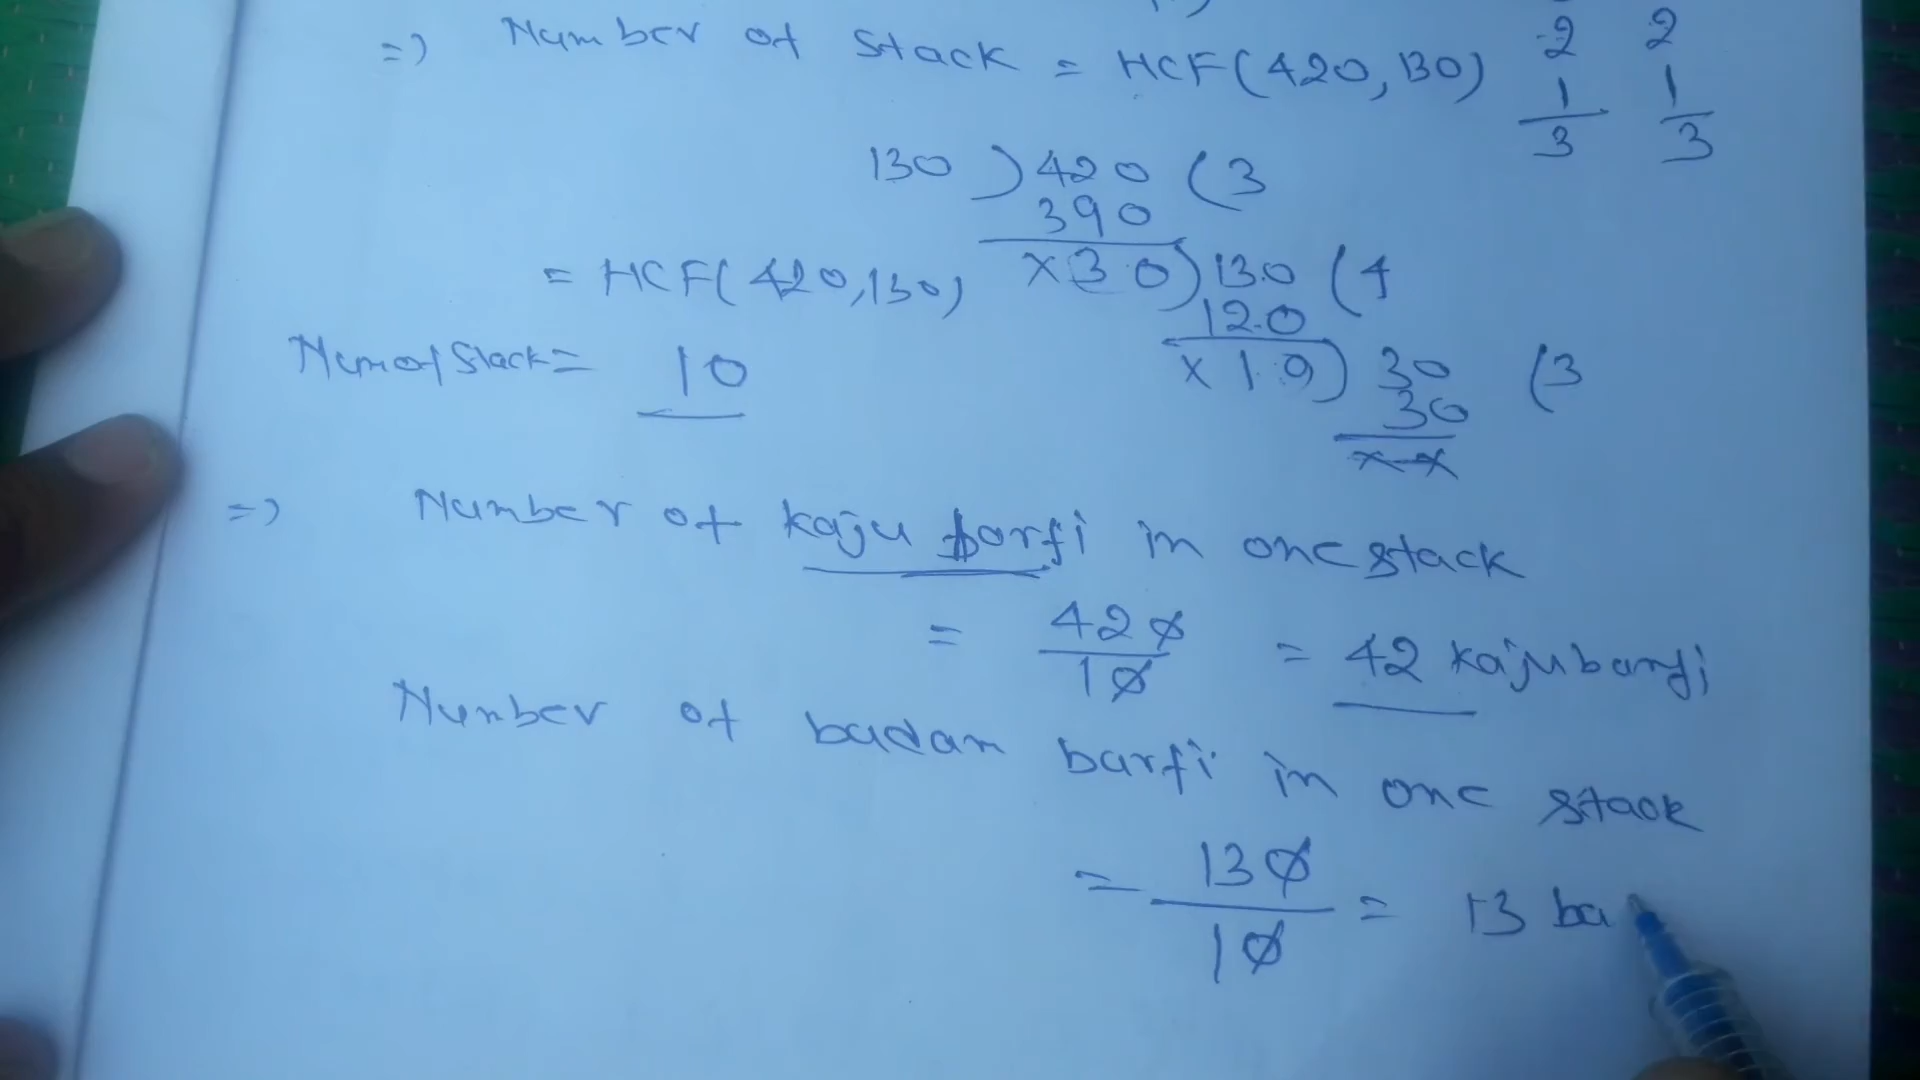 => Number of Stack = HCF(420, 130)
2 2
1 1
3 3
130 ) 420 ( 3
390
= HCF(420,130) x30 ) 130 ( 4
120
Num of Stack = 10 x10 ) 30 ( 3
30
x x
=> Number of kaju barfi in one stack
= 420/10 = 42 kaju barfi
Number of badam barfi in one stack
= 130/10 = 13 ba